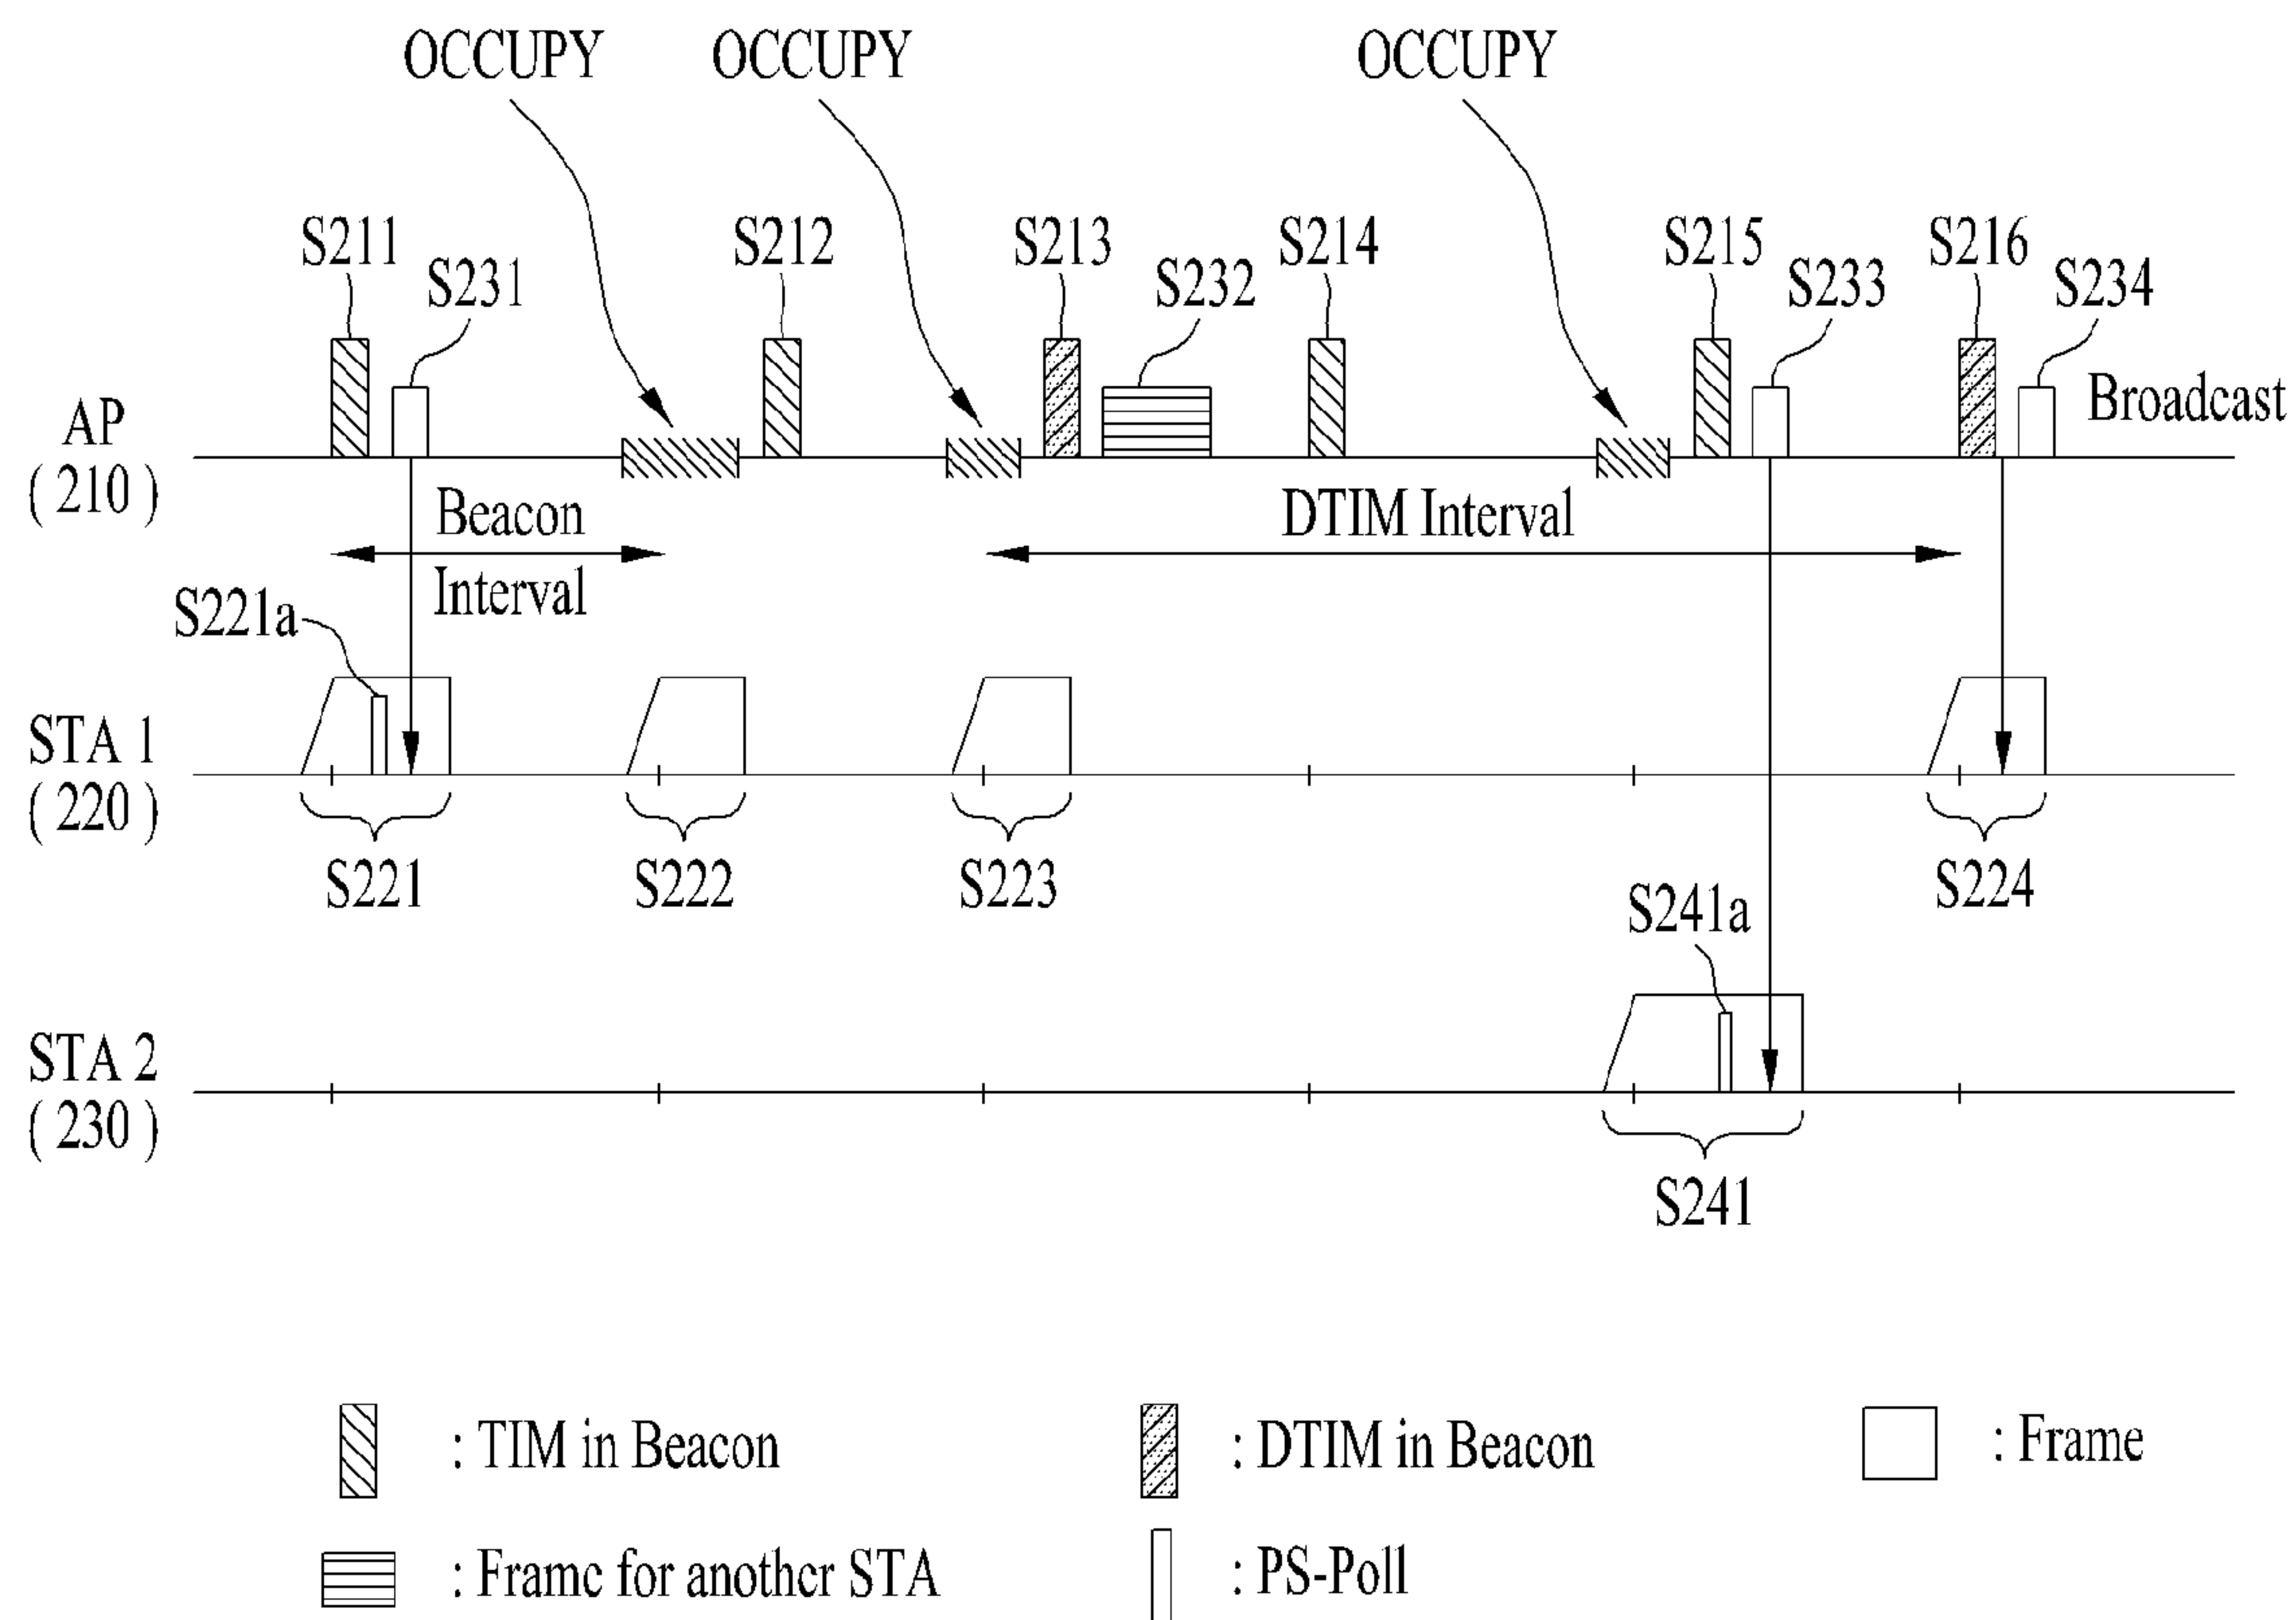 OCCUPY OCCUPY OCCUPY
S211 S212 S213 S214 S215 S216
S231 S232 S233 S234
AP
( 210 )
Broadcast
Beacon
Interval
DTIM Interval
S221a
STA 1
( 220 )
S221 S222 S223 S224
S241a
STA 2
( 230 )
S241
: TIM in Beacon : DTIM in Beacon : Frame
: Frame for another STA : PS-Poll